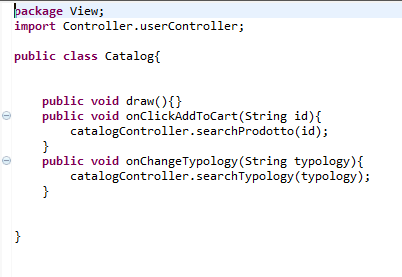 package View;
import Controller.userController;
public class Catalog{
public void draw(){}
public void onClickAddToCart(String id){
catalogController.searchProdotto(id);
}
public void onChangeTypology(String typology){
catalogController.searchTypology(typology);
}
}